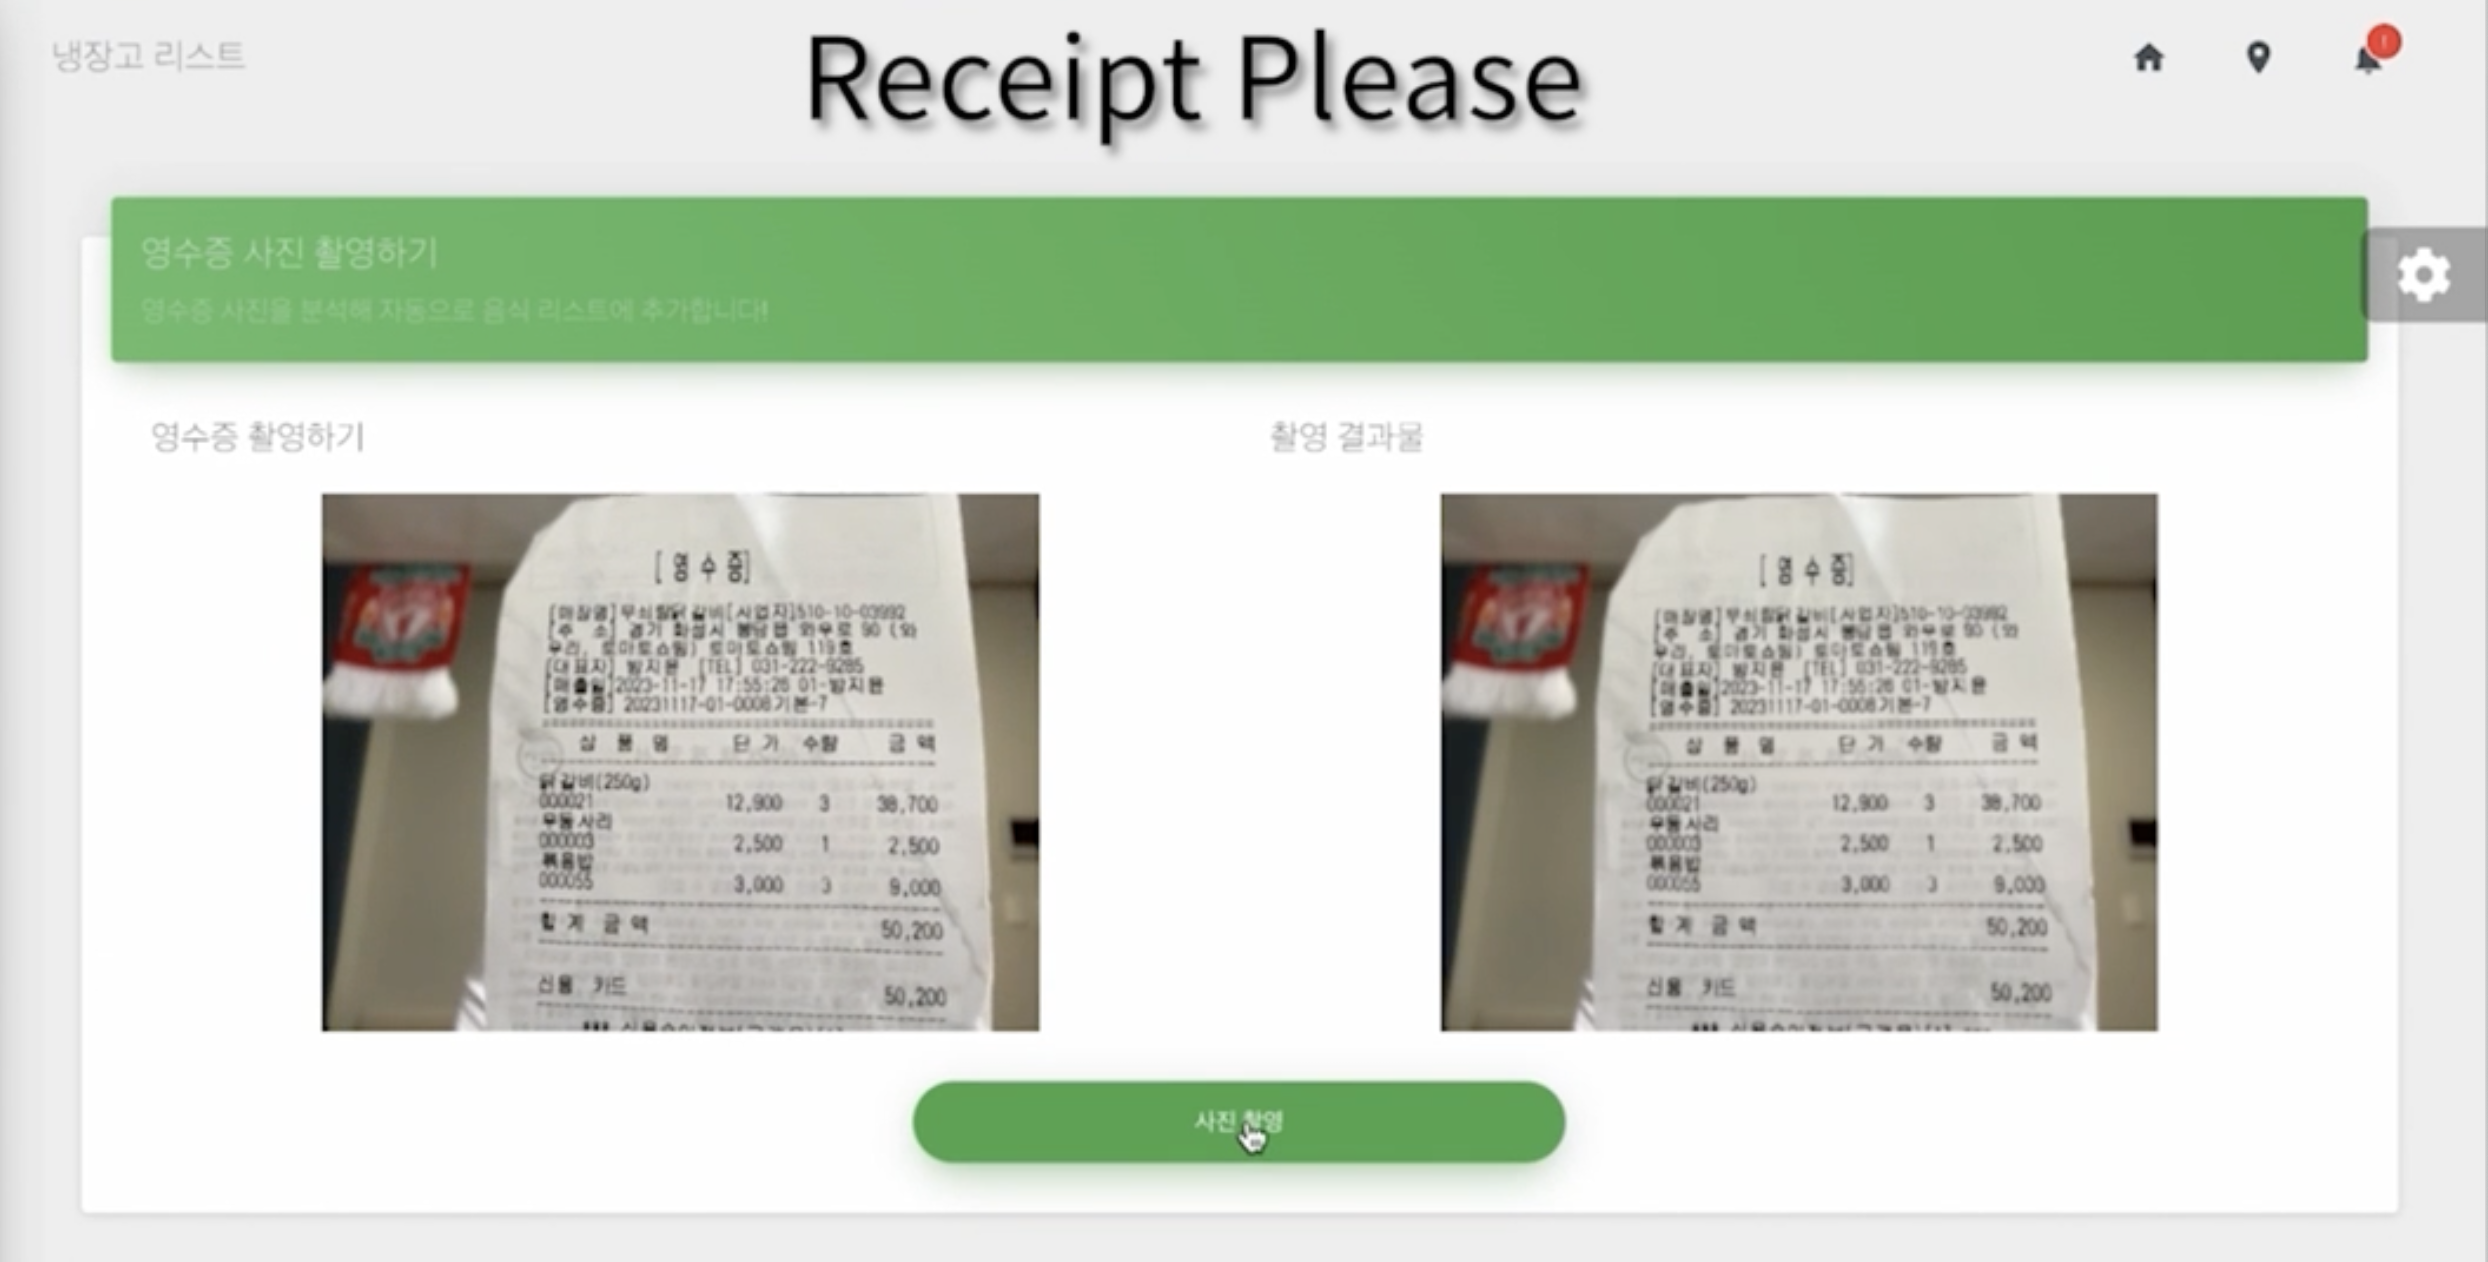 냉장고 리스트
Receipt Please
영수증 사진 촬영하기
영수증 사진을 분석해 자동으로 음식 리스트에 추가합니다!
영수증 촬영하기
[영수증]
[매장명]무쇠팔닭갈비[사업자]510-10-03992
[주 소] 경기 화성시 봉담읍 와우로 90 (와
우리, 토마토쇼핑) 토마토쇼핑 119호
[대표자] 방지윤 [TEL] 031-222-9285
[매출일]2023-11-17 17:55:26 01-방지윤
[영수증] 20231117-01-0008기본-7
상 품 명 단 가 수량 금 액
닭갈비(250g)
000021 12,900 3 38,700
우동사리
000003 2,500 1 2,500
볶음밥
000055 3,000 3 9,000
합 계 금 액 50,200
신용 카드 50,200
촬영 결과물
[영수증]
[매장명]무쇠팔닭갈비[사업자]510-10-03992
[주 소] 경기 화성시 봉담읍 와우로 90 (와
우리, 토마토쇼핑) 토마토쇼핑 119호
[대표자] 방지윤 [TEL] 031-222-9285
[매출일]2023-11-17 17:55:26 01-방지윤
[영수증] 20231117-01-0008기본-7
상 품 명 단 가 수량 금 액
닭갈비(250g)
000021 12,900 3 38,700
우동사리
000003 2,500 1 2,500
볶음밥
000055 3,000 3 9,000
합 계 금 액 50,200
신용 카드 50,200
사진 촬영